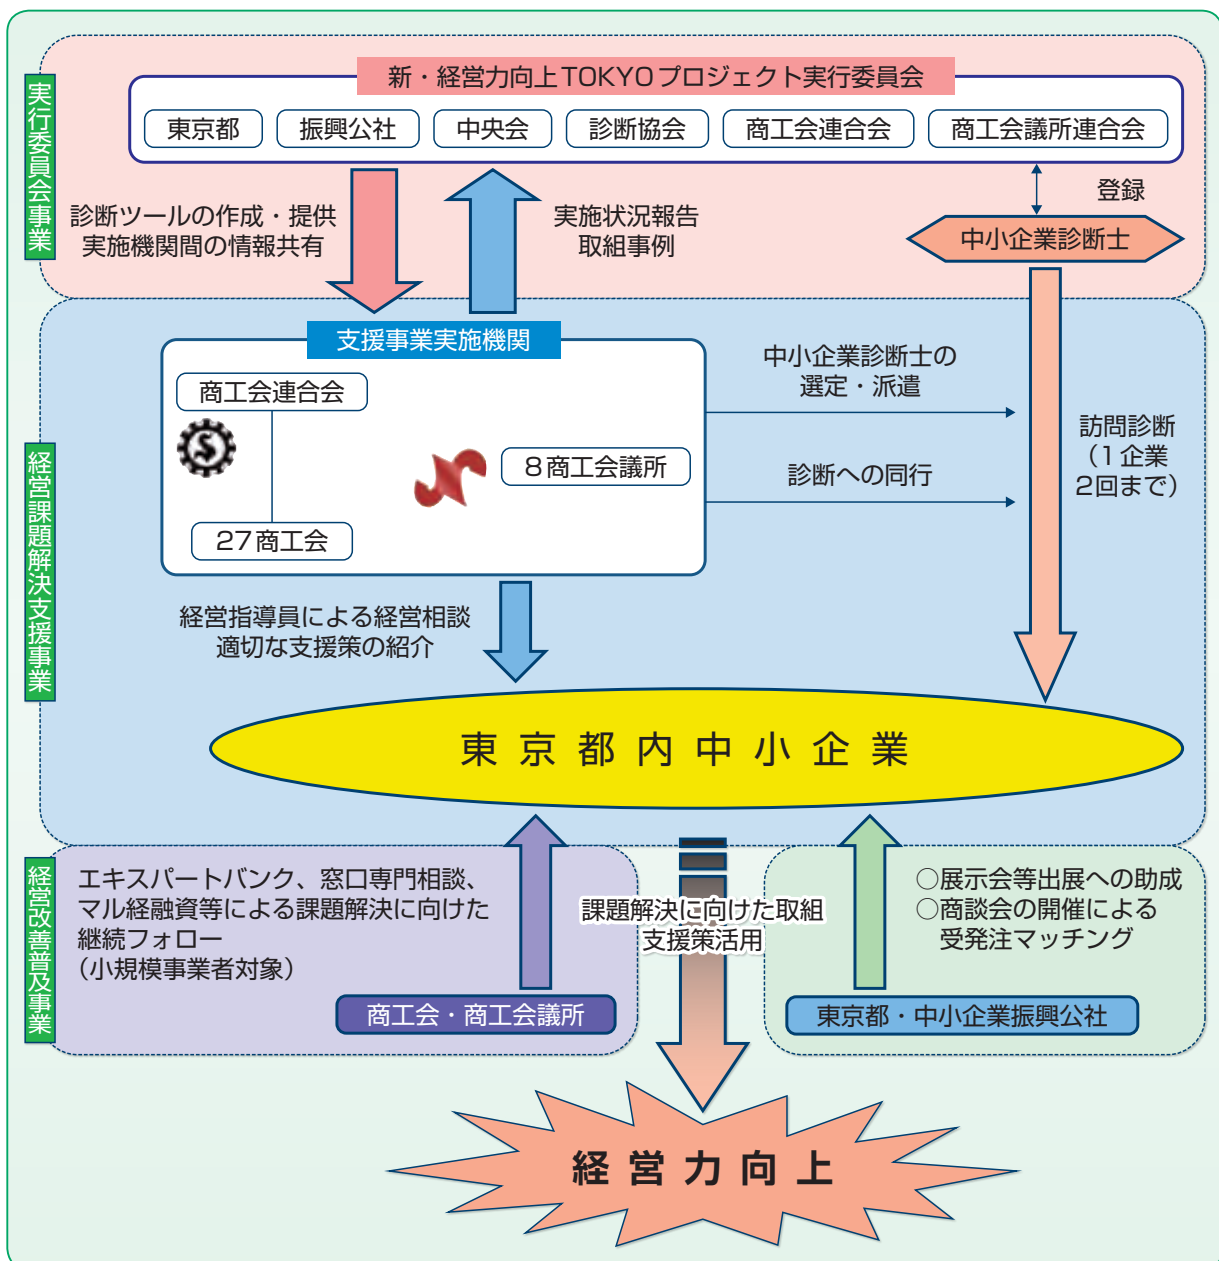 実行委員会事業
新・経営力向上TOKYOプロジェクト実行委員会
東京都
振興公社
中央会
診断協会
商工会連合会
商工会議所連合会
診断ツールの作成・提供
実施機関間の情報共有
実施状況報告
取組事例
登録
中小企業診断士
経営課題解決支援事業
支援事業実施機関
商工会連合会
27商工会
8商工会議所
中小企業診断士の
選定・派遣
診断への同行
訪問診断
(1企業
2回まで)
経営指導員による経営相談
適切な支援策の紹介
東京都内中小企業
経営改善普及事業
エキスパートバンク、窓口専門相談、
マル経融資等による課題解決に向けた
継続フォロー
(小規模事業者対象)
商工会・商工会議所
課題解決に向けた取組
支援策活用
○展示会等出展への助成
○商談会の開催による
受発注マッチング
東京都・中小企業振興公社
経営力向上